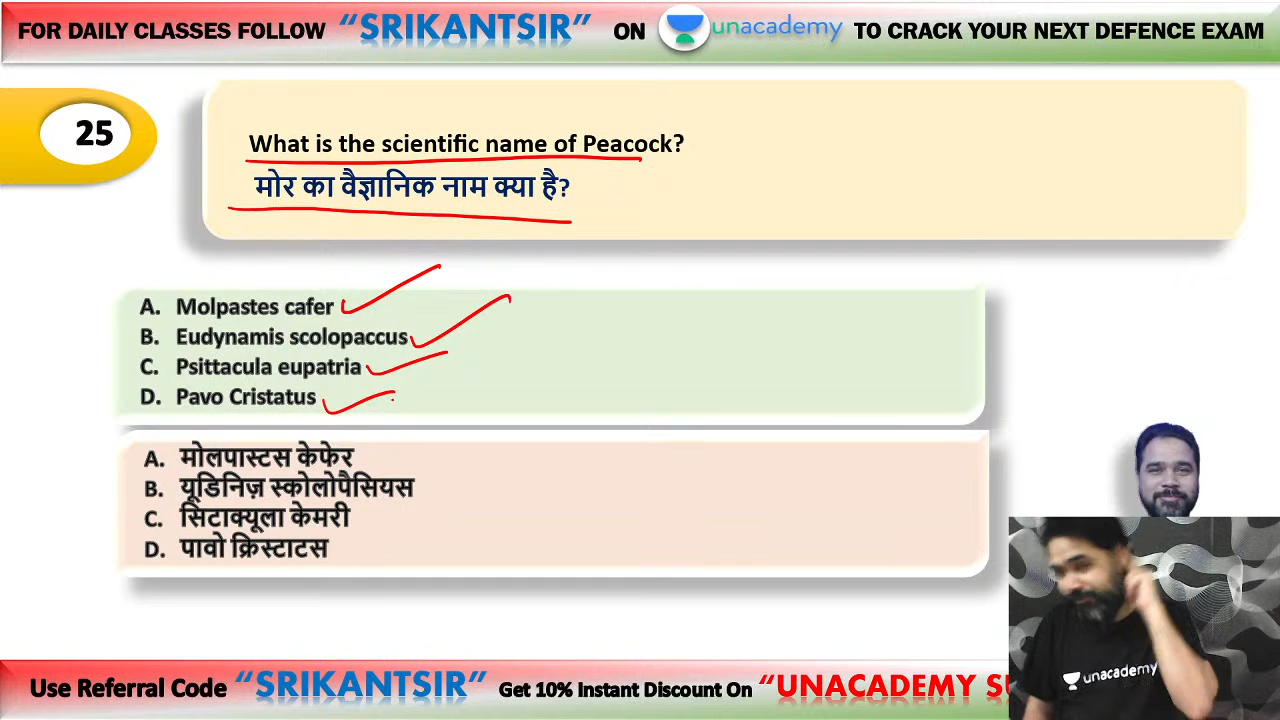 FOR DAILY CLASSES FOLLOW “SRIKANTSIR” ON unacademy TO CRACK YOUR NEXT DEFENCE EXAM
25
What is the scientific name of Peacock?
मोर का वैज्ञानिक नाम क्या है?
A. Molpastes cafer
B. Eudynamis scolopaccus
C. Psittacula eupatria
D. Pavo Cristatus
A. मोलपास्टस केफेर
B. यूडिनिज़ स्कोलोपैसियस
C. सिटाक्यूला केमरी
D. पावो क्रिस्टाटस
unacademy
Use Referral Code “SRIKANTSIR” Get 10% Instant Discount On “UNACADEMY